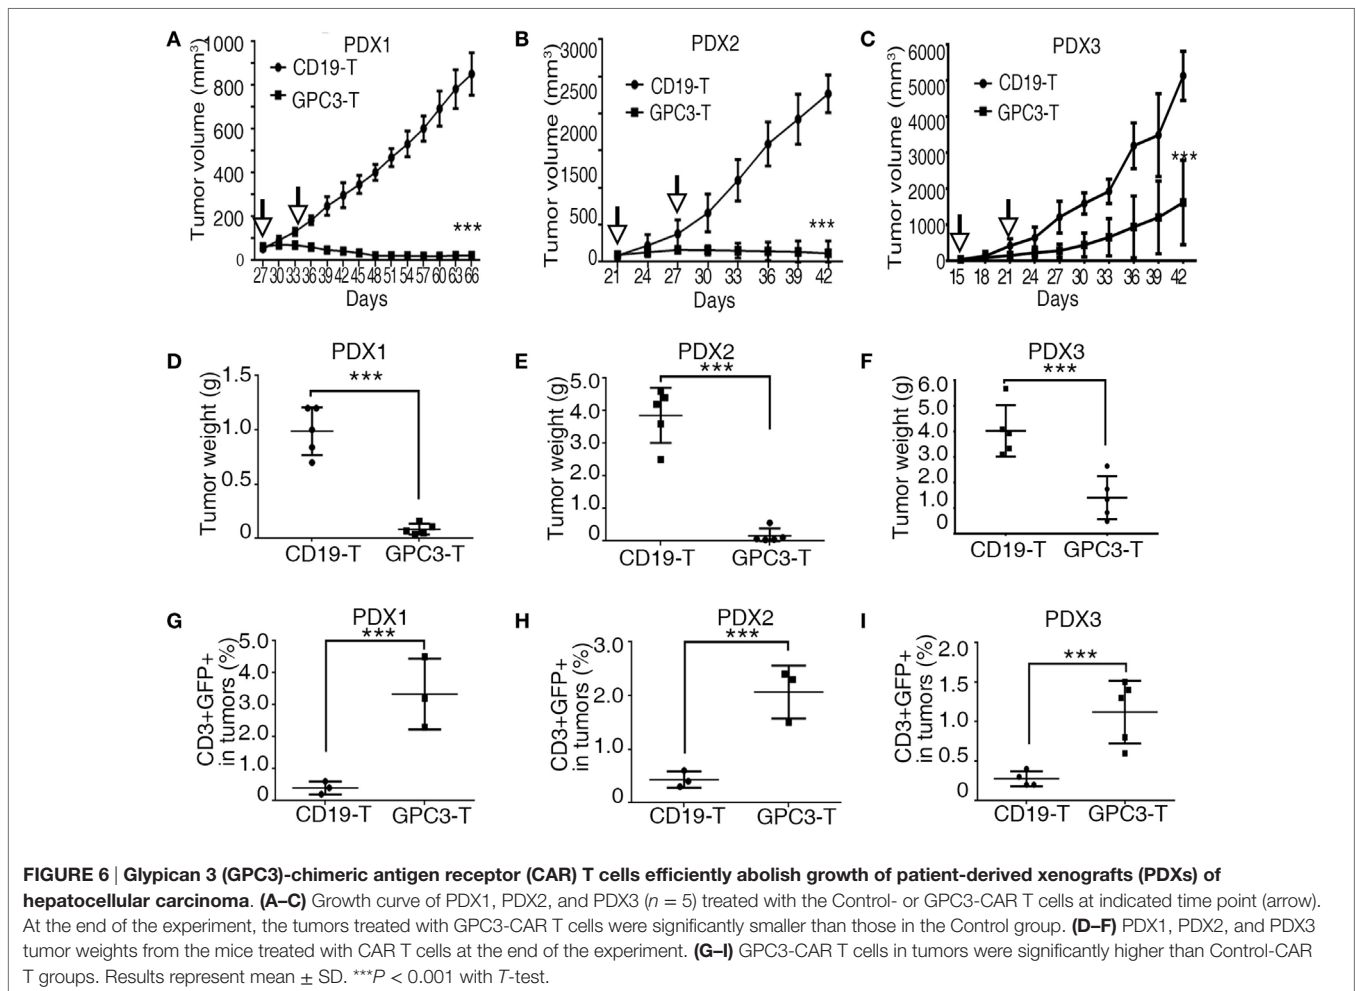 A
PDX1
Tumor volume (mm³)
1000
800
600
400
200
0
CD19-T
GPC3-T
***
27 30 33 36 39 42 45 48 51 54 57 60 63 66
Days
B
PDX2
Tumor volume (mm³)
3000
2500
2000
1500
500
0
CD19-T
GPC3-T
***
21 24 27 30 33 36 39 42
Days
C
PDX3
Tumor volume (mm³)
6000
5000
4000
3000
2000
1000
0
CD19-T
GPC3-T
***
15 18 21 24 27 30 33 36 39 42
Days
D
PDX1
Tumor weight (g)
1.5
1.0
0.5
0
***
CD19-T GPC3-T
E
PDX2
Tumor weight (g)
5.0
4.0
3.0
2.0
1.0
0
***
CD19-T GPC3-T
F
PDX3
Tumor weight (g)
6.0
5.0
4.0
3.0
2.0
1.0
0
***
CD19-T GPC3-T
G
PDX1
CD3+GFP+
in tumors (%)
5.0
4.0
3.0
2.0
1.0
0
***
CD19-T GPC3-T
H
PDX2
CD3+GFP+
in tumors (%)
3.0
2.0
1.0
0
***
CD19-T GPC3-T
I
PDX3
CD3+GFP+
in tumors (%)
2.0
1.5
1.0
0.5
0
***
CD19-T GPC3-T
FIGURE 6 | Glypican 3 (GPC3)-chimeric antigen receptor (CAR) T cells efficiently abolish growth of patient-derived xenografts (PDXs) of
hepatocellular carcinoma. (A–C) Growth curve of PDX1, PDX2, and PDX3 (n = 5) treated with the Control- or GPC3-CAR T cells at indicated time point (arrow).
At the end of the experiment, the tumors treated with GPC3-CAR T cells were significantly smaller than those in the Control group. (D–F) PDX1, PDX2, and PDX3
tumor weights from the mice treated with CAR T cells at the end of the experiment. (G–I) GPC3-CAR T cells in tumors were significantly higher than Control-CAR
T groups. Results represent mean ± SD. ***P < 0.001 with T-test.